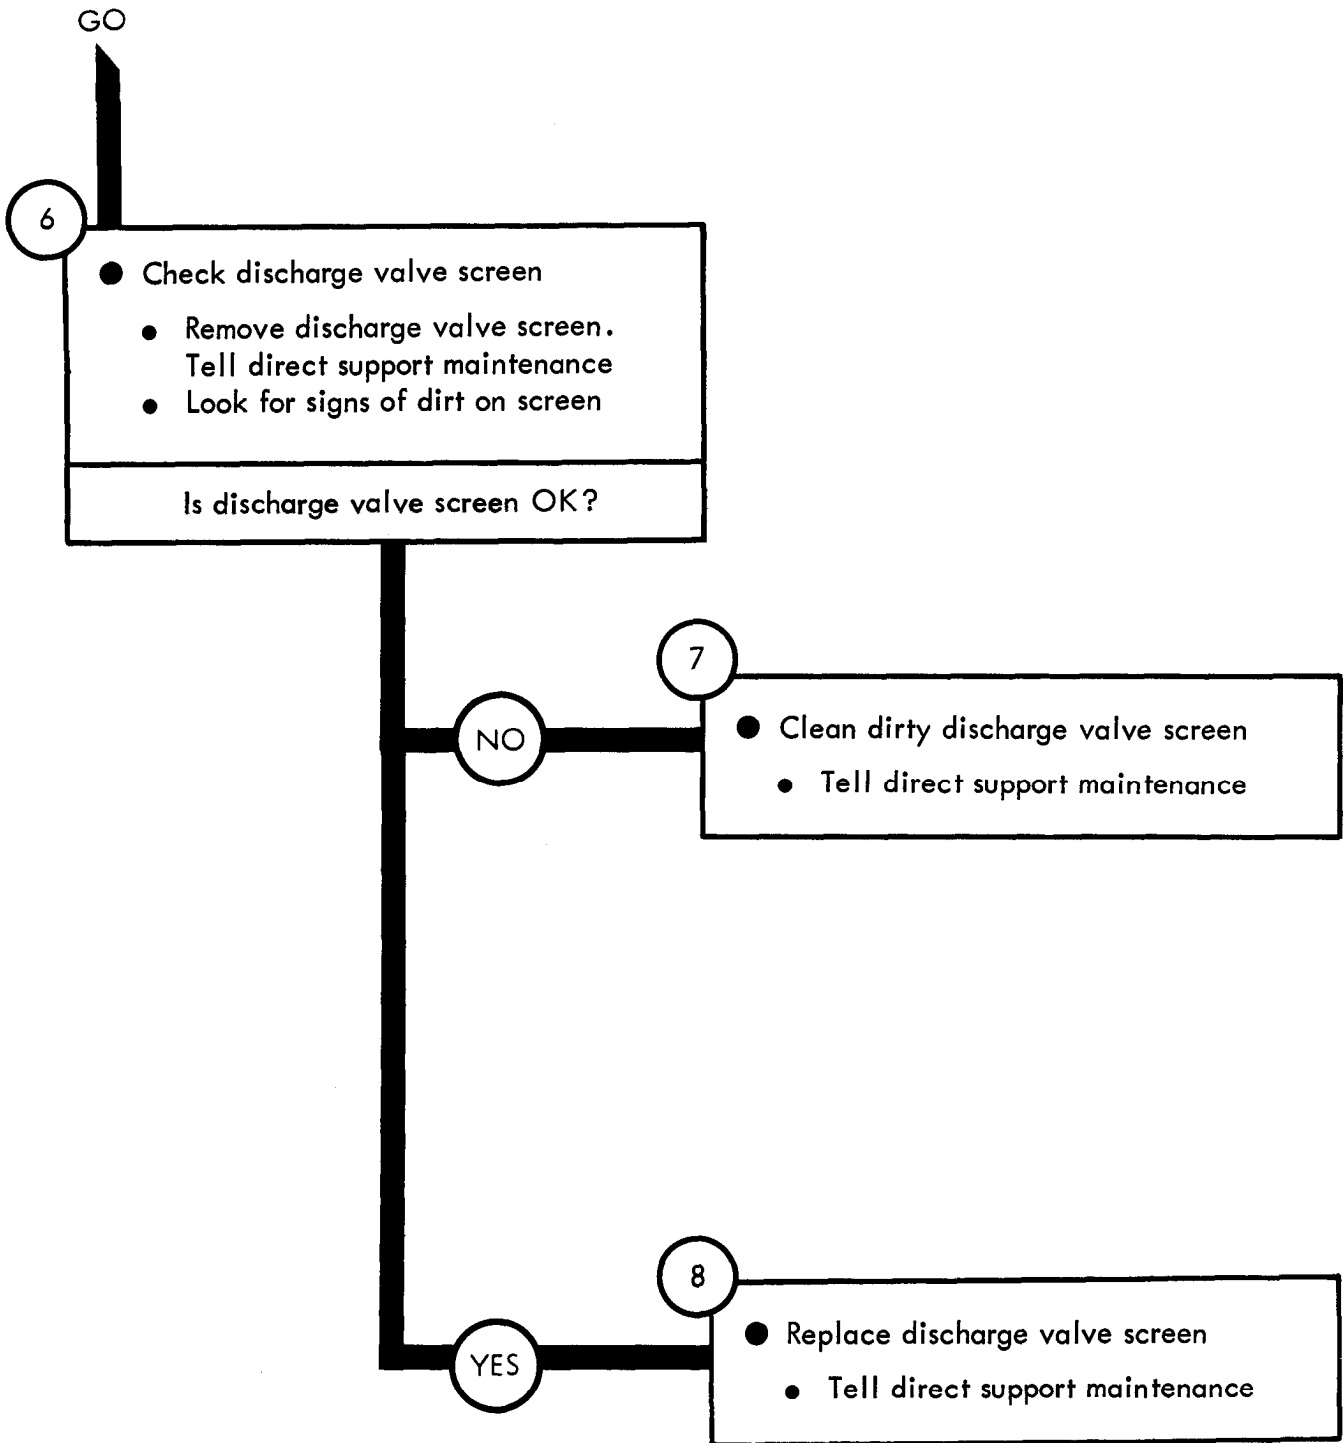 GO
6
● Check discharge valve screen
● Remove discharge valve screen.
Tell direct support maintenance
● Look for signs of dirt on screen
Is discharge valve screen OK?
7
NO
● Clean dirty discharge valve screen
● Tell direct support maintenance
8
YES
● Replace discharge valve screen
● Tell direct support maintenance